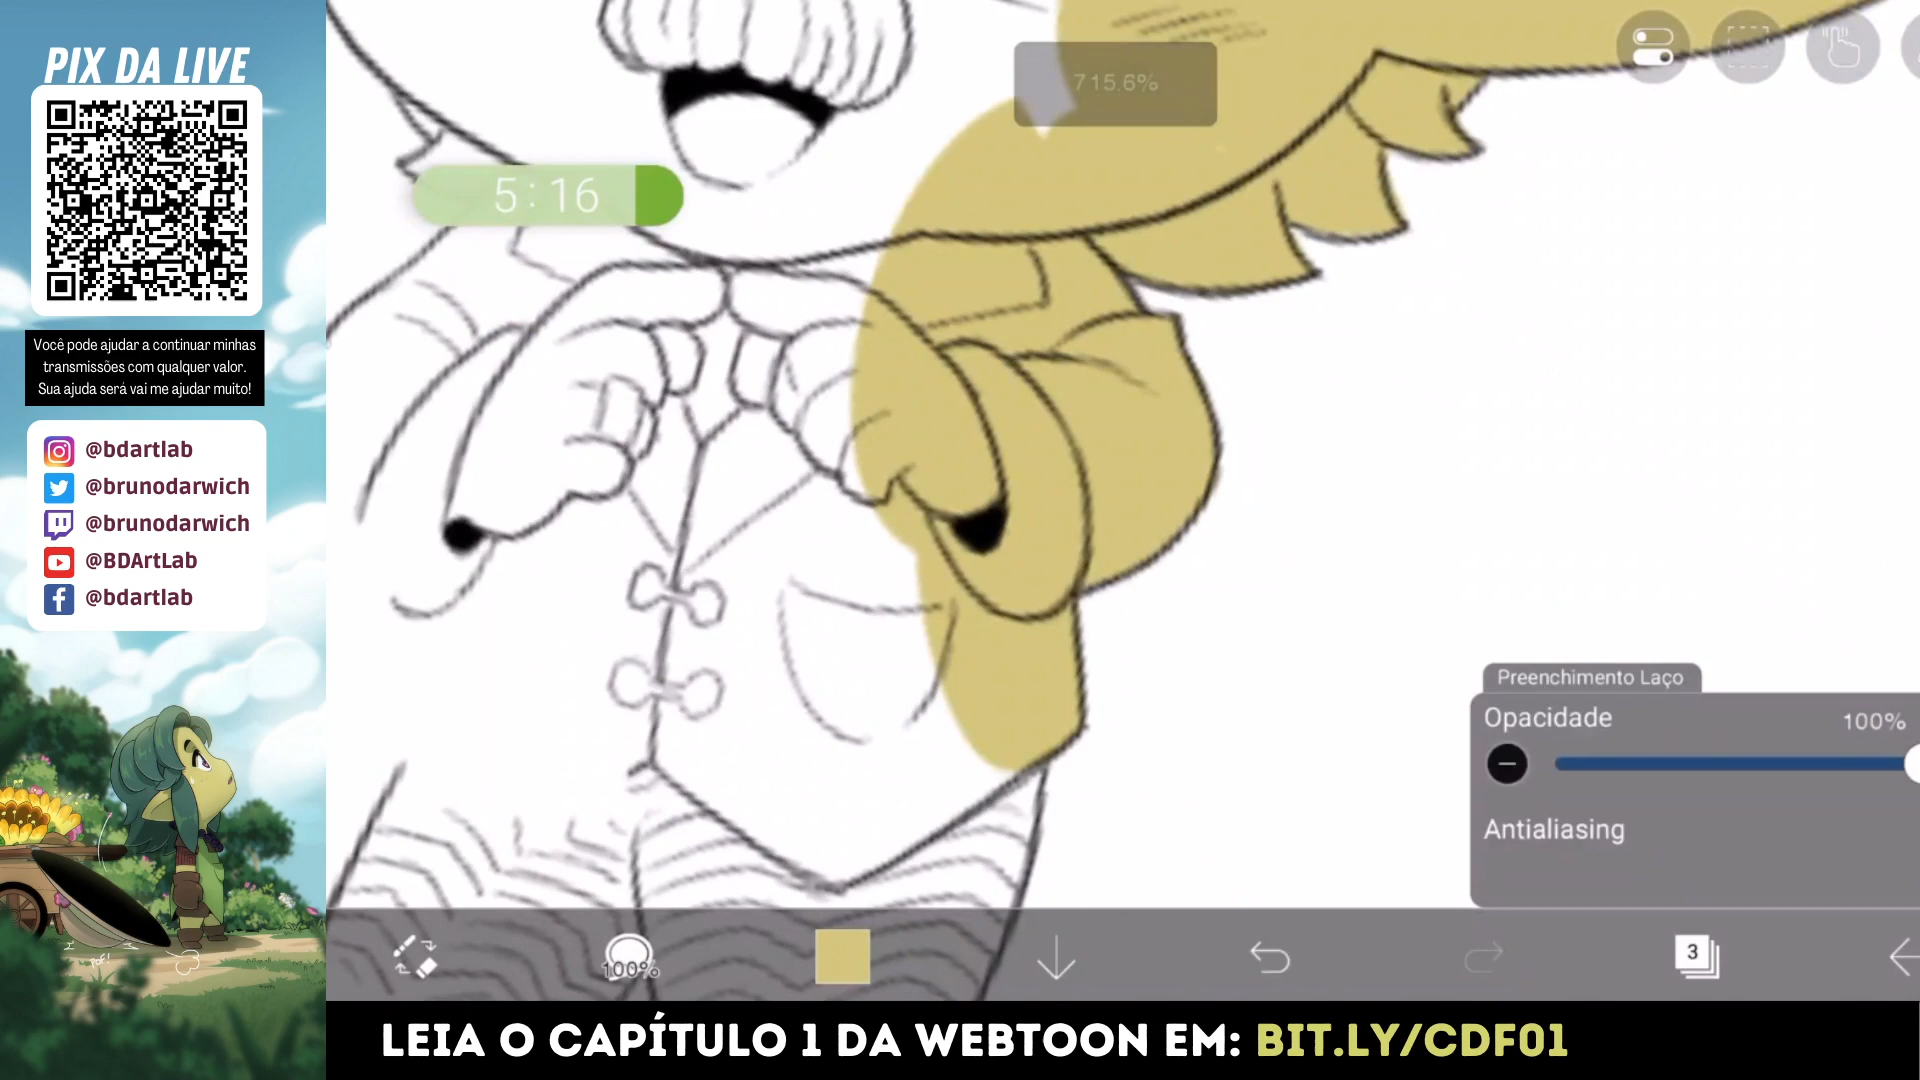 PIX DA LIVE
Você pode ajudar a continuar minhas
transmissões com qualquer valor.
Sua ajuda será vai me ajudar muito!
@bdartlab
@brunodarwich
@brunodarwich
@BDArtLab
@bdartlab
POF!
715.6%
5:16
Preenchimento Laço
Opacidade
100%
Antialiasing
100%
3
LEIA O CAPÍTULO 1 DA WEBTOON EM: BIT.LY/CDF01